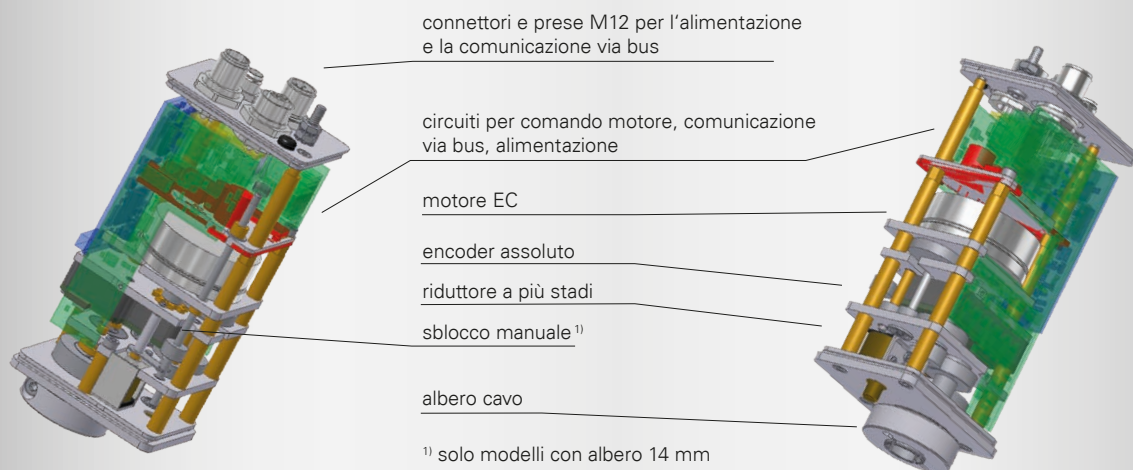 connettori e prese M12 per l‘alimentazione
e la comunicazione via bus
circuiti per comando motore, comunicazione
via bus, alimentazione
motore EC
encoder assoluto
riduttore a più stadi
sblocco manuale 1)
albero cavo
1) solo modelli con albero 14 mm